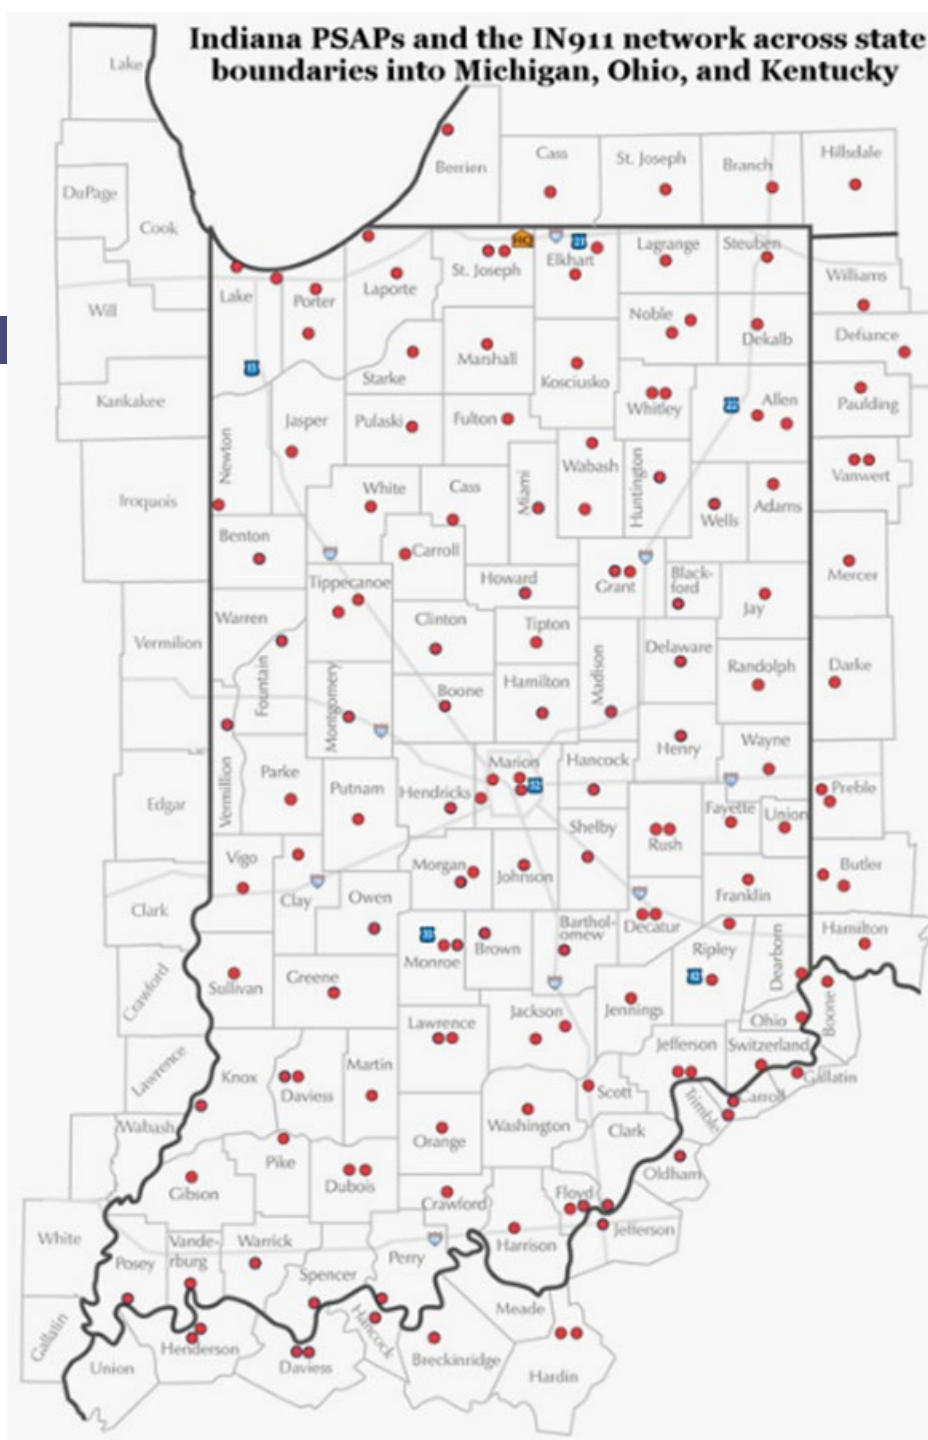 Indiana PSAPs and the IN911 network across state
boundaries into Michigan, Ohio, and Kentucky
Lake
Berrien
Cass
St. Joseph
Branch
Hillsdale
DuPage
Cook
HQ
St. Joseph
Elkhart
Lagrange
Steuben
Williams
Lake
Porter
Laporte
Will
Noble
Dekalb
Defiance
Marshall
Starke
Kosciusko
Kankakee
Jasper
Pulaski
Fulton
Whitley
Allen
Paulding
Newton
Wabash
Huntington
Vanwert
Iroquois
White
Cass
Miami
Wells
Adams
Benton
Carroll
Tippecanoe
Howard
Grant
Black-
ford
Mercer
Jay
Warren
Clinton
Tipton
Vermilion
Fountain
Montgomery
Boone
Hamilton
Madison
Delaware
Randolph
Darke
Henry
Wayne
Marion
Hancock
Vermillion
Parke
Putnam
Hendricks
Preble
Edgar
Shelby
Rush
Fayette
Union
Vigo
Morgan
Johnson
Butler
Clay
Owen
Franklin
Clark
Monroe
Brown
Barthol-
omew
Decatur
Ripley
Dearborn
Hamilton
Crawford
Sullivan
Greene
Jackson
Jennings
Ohio
Boone
Lawrence
Lawrence
Jefferson
Switzerland
Knox
Daviess
Martin
Scott
Gallatin
Carroll
Trimble
Wabash
Orange
Washington
Clark
Pike
Gibson
Dubois
Crawford
Floyd
Oldham
Jefferson
White
Posey
Vande-
rburg
Warrick
Spencer
Perry
Harrison
Gallatin
Union
Henderson
Daviess
Hancock
Breckinridge
Meade
Hardin